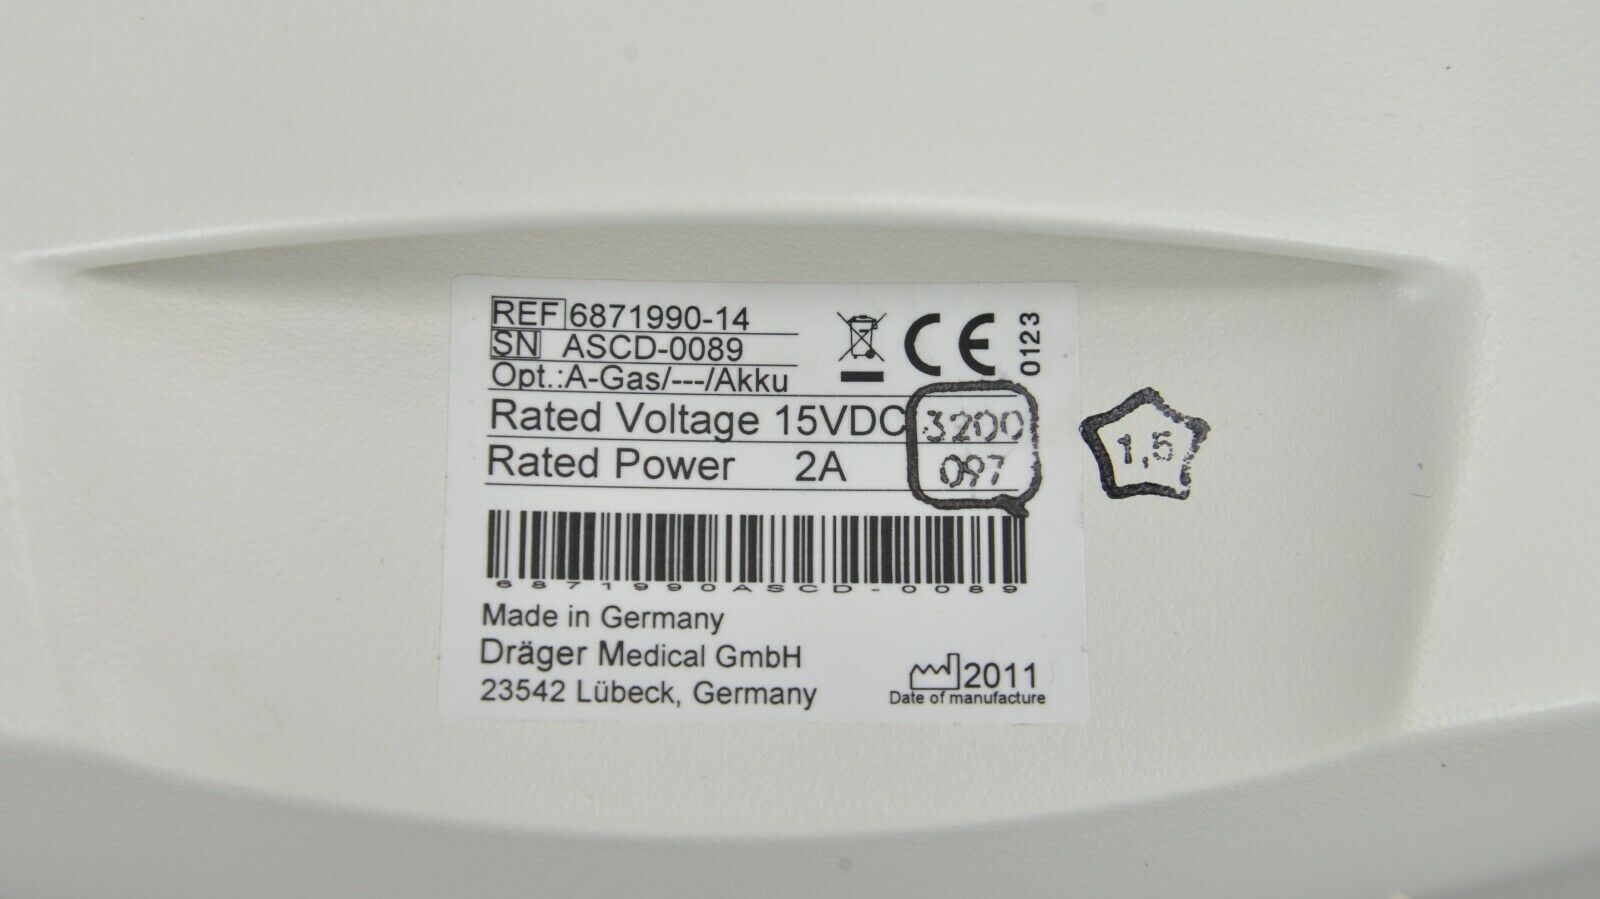 REF 6871990-14
SN ASCD-0089
Opt.:A-Gas/---/Akku
CE 0123
Rated Voltage 15VDC
Rated Power 2A
3200
097
1,5
6871990ASCD-0089
Made in Germany
Dräger Medical GmbH
23542 Lübeck, Germany
2011
Date of manufacture